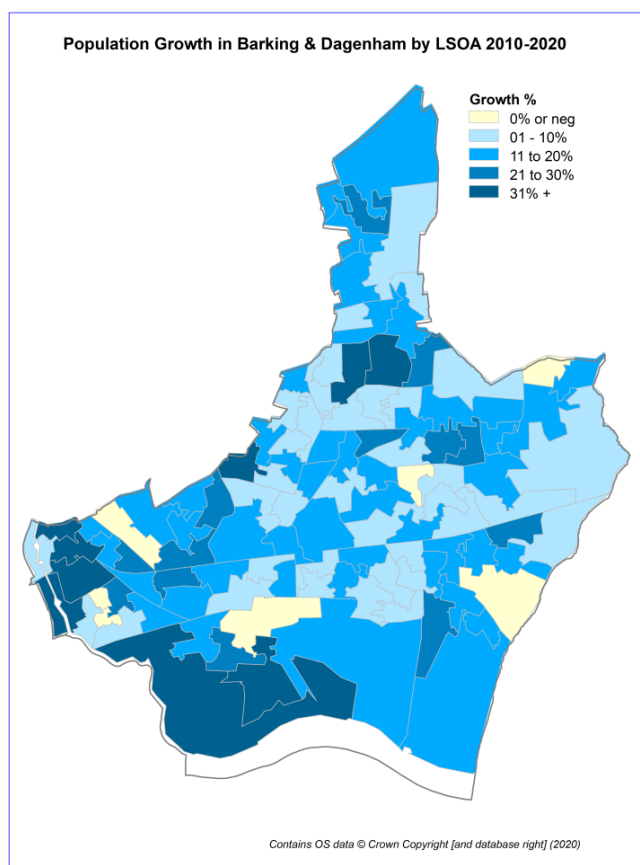 Population Growth in Barking & Dagenham by LSOA 2010-2020
Growth %
0% or neg
01 - 10%
11 to 20%
21 to 30%
31% +
Contains OS data © Crown Copyright [and database right] (2020)